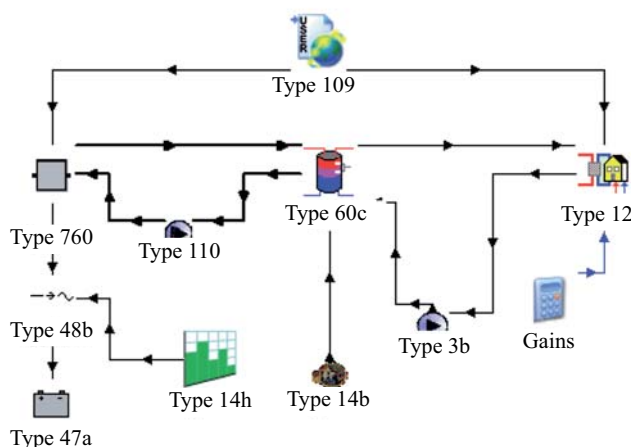 USER
Type 109
Type 760
Type 110
Type 60c
Type 12
Type 48b
Type 3b
Gains
Type 14h
Type 14b
Type 47a